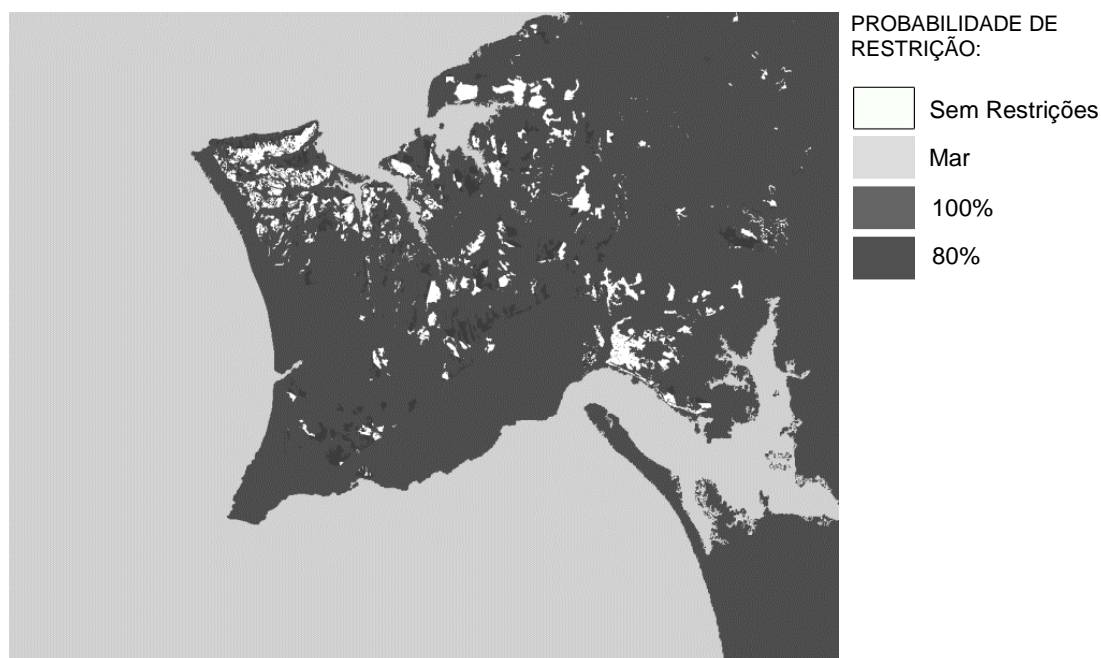 PROBABILIDADE DE
RESTRIÇÃO:
Sem Restrições
Mar
100%
80%